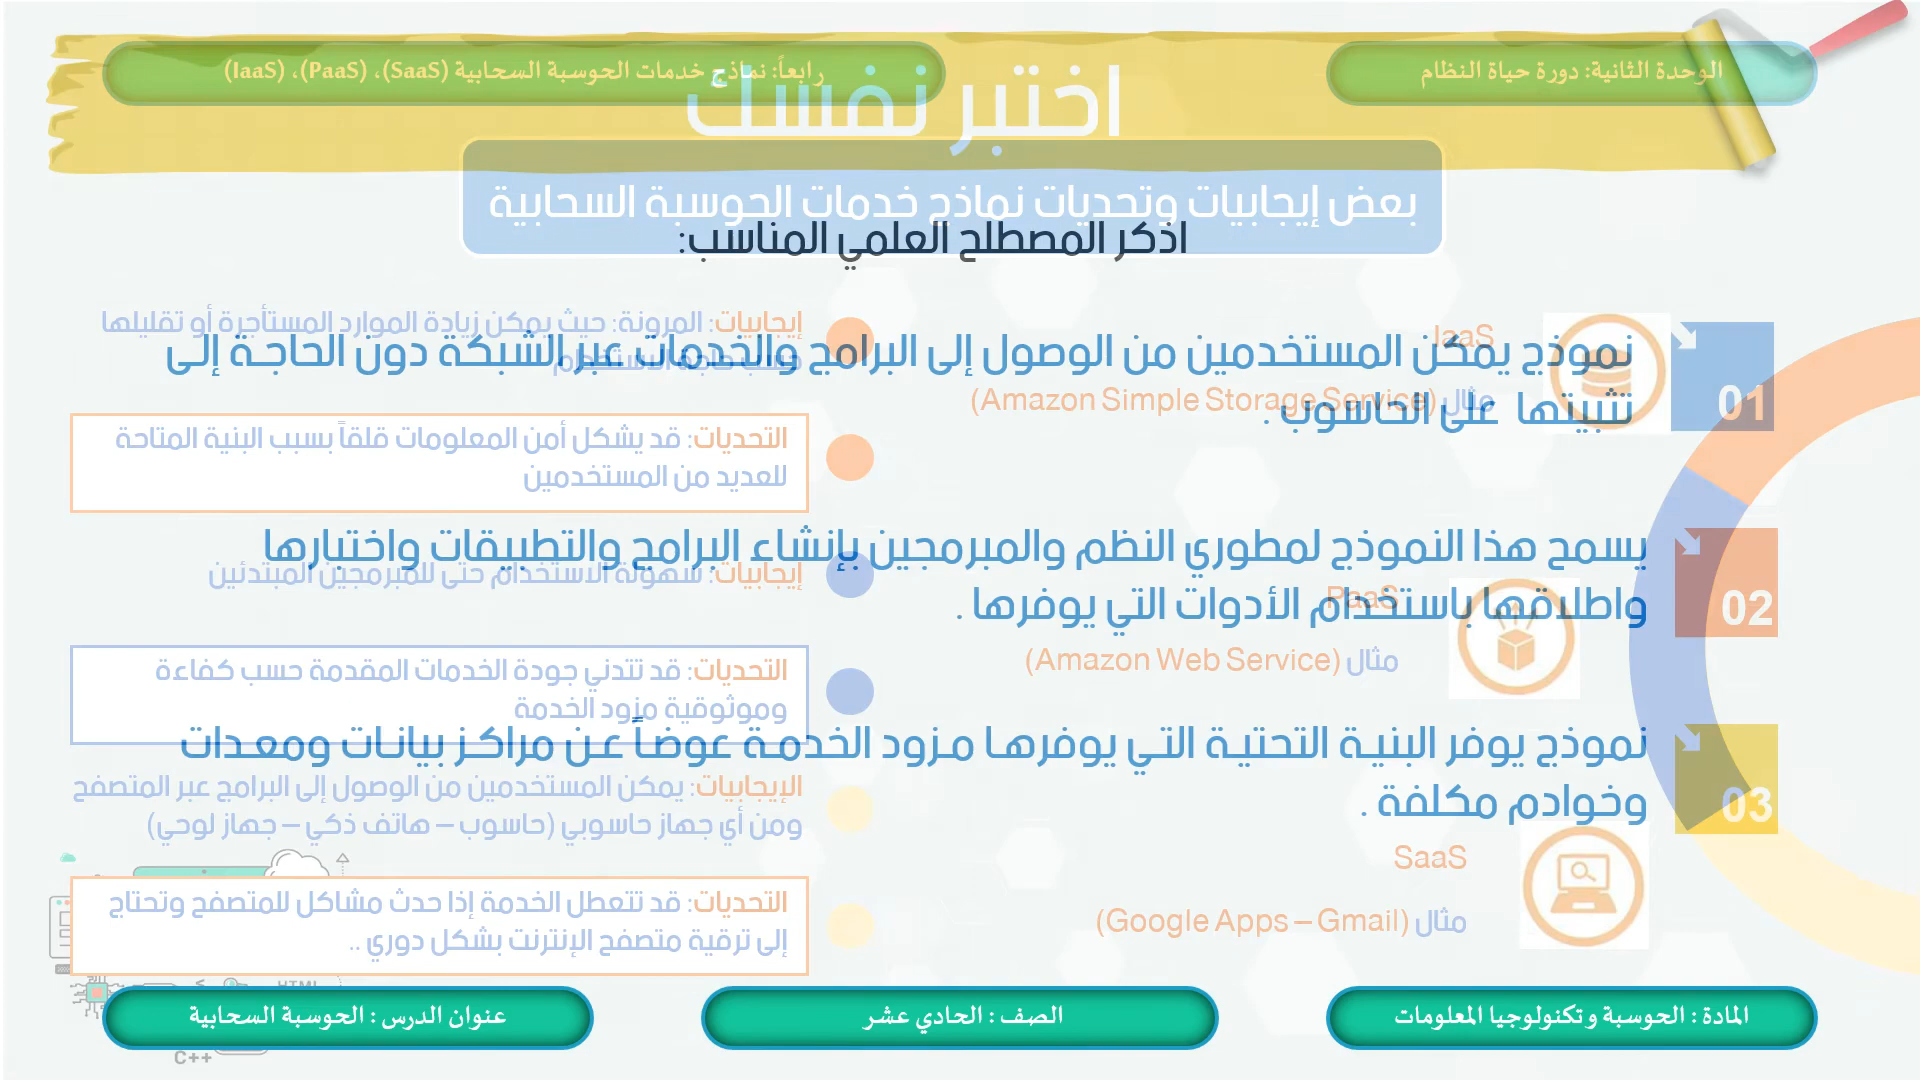 الوحدة الثانية: دورة حياة النظام
رابعاً: نماذج خدمات الحوسبة السحابية (SaaS)، (PaaS)، (IaaS)
اختبر نفسك
بعض إيجابيات وتحديات نماذج خدمات الحوسبة السحابية
اذكر المصطلح العلمي المناسب:
01
نموذج يمكن المستخدمين من الوصول إلى البرامج والخدمات عبر الشبكة دون الحاجة إلى
تثبيتها على الحاسوب .
IaaS
مثال (Amazon Simple Storage Service)
إيجابيات: المرونة: حيث يمكن زيادة الموارد المستأجرة أو تقليلها
حسب حاجة الاستخدام
التحديات: قد يشكل أمن المعلومات قلقاً بسبب البنية المتاحة
للعديد من المستخدمين
02
يسمح هذا النموذج لمطوري النظم والمبرمجين بإنشاء البرامج والتطبيقات واختبارها
واطلاقها باستخدام الأدوات التي يوفرها .
PaaS
مثال (Amazon Web Service)
إيجابيات: سهولة الاستخدام حتى للمبرمجين المبتدئين
التحديات: قد تتدني جودة الخدمات المقدمة حسب كفاءة
وموثوقية مزود الخدمة
03
نموذج يوفر البنية التحتية التي يوفرها مزود الخدمة عوضاً عن مراكز بيانات ومعدات
وخوادم مكلفة .
SaaS
مثال (Google Apps – Gmail)
الإيجابيات: يمكن المستخدمين من الوصول إلى البرامج عبر المتصفح
ومن أي جهاز حاسوبي (حاسوب – هاتف ذكي – جهاز لوحي)
التحديات: قد تتعطل الخدمة إذا حدث مشاكل للمتصفح وتحتاج
إلى ترقية متصفح الإنترنت بشكل دوري ..
HTML
C++
المادة : الحوسبة وتكنولوجيا المعلومات
الصف : الحادي عشر
عنوان الدرس : الحوسبة السحابية